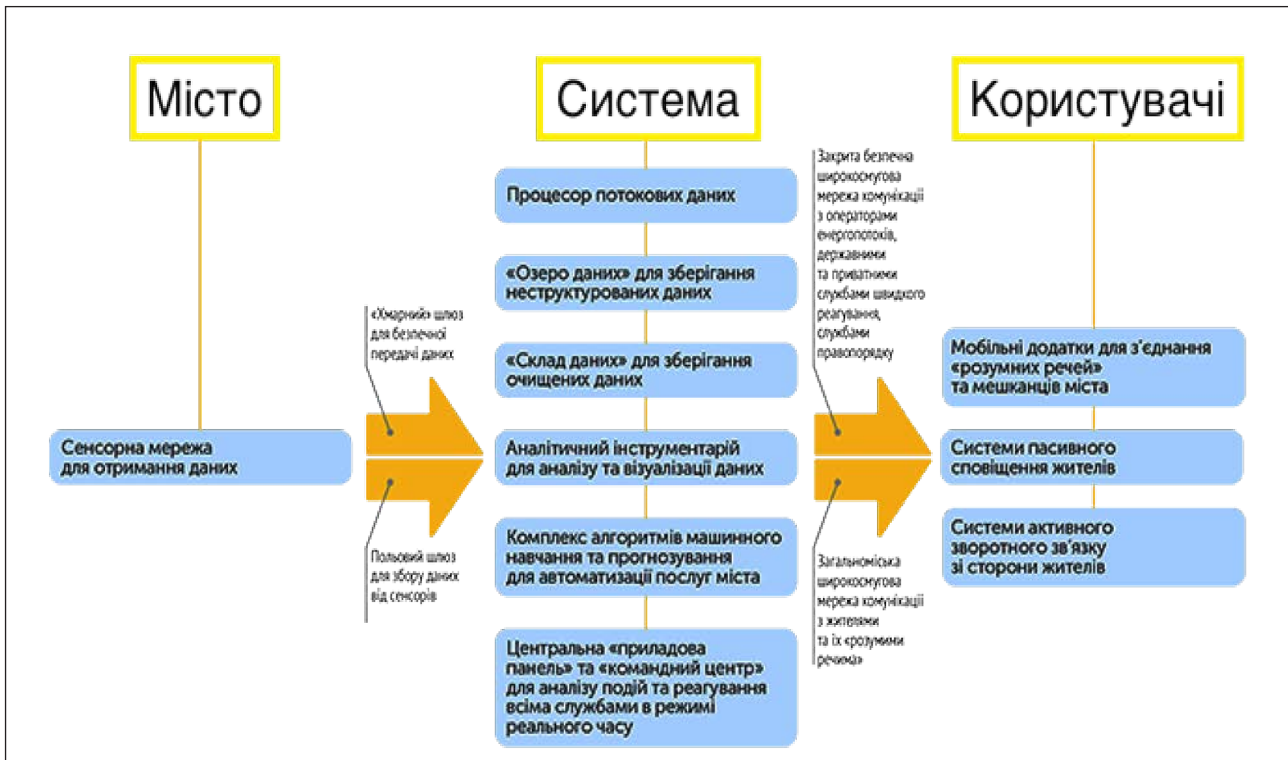 Місто
Сенсорна мережа
для отримання даних
«Хмарний» шлюз
для безпечної
передачі даних
Польовий шлюз
для збору даних
від сенсорів
Система
Процесор потокових даних
«Озеро даних» для зберігання
неструктурованих даних
«Склад даних» для зберігання
очищених даних
Аналітичний інструментарій
для аналізу та візуалізації даних
Комплекс алгоритмів машинного
навчання та прогнозування
для автоматизації послуг міста
Центральна «приладова
панель» та «командний центр»
для аналізу подій та реагування
всіма службами в режимі
реального часу
Закрита безпечна
широкосмугова
мережа комунікації
з операторами
енергопотоків,
державними
та приватними
службами швидкого
реагування,
службами
правопорядку
Загальноміська
широкосмугова
мережа комунікації
з жителями
та їх «розумими
речима»
Користувачі
Мобільні додатки для з’єднання
«розумних речей»
та мешканців міста
Системи пасивного
сповіщення жителів
Системи активного
зворотного зв’язку
зі сторони жителів